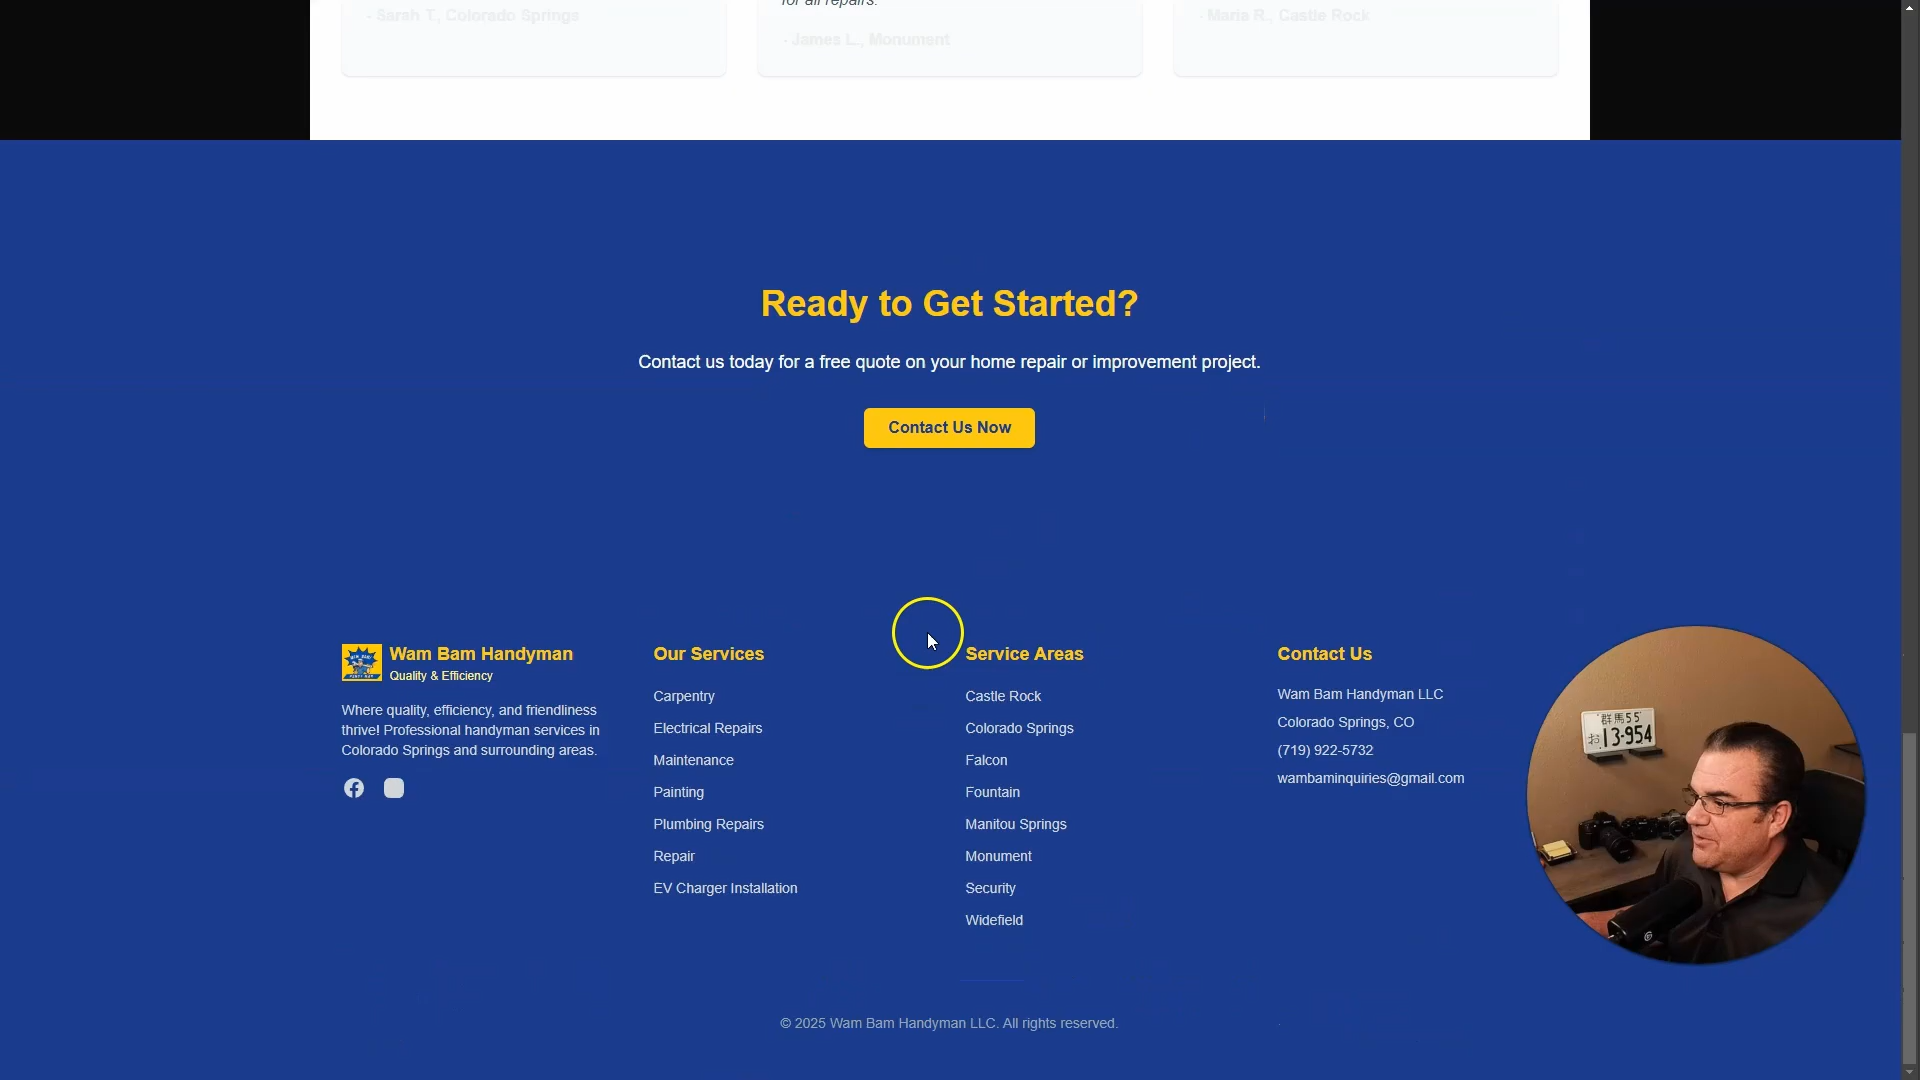 - Sarah T., Colorado Springs
for all repairs.
- James L., Monument
- Maria R., Castle Rock
Ready to Get Started?
Contact us today for a free quote on your home repair or improvement project.
Contact Us Now
Wam Bam Handyman
Quality & Efficiency
Where quality, efficiency, and friendliness
thrive! Professional handyman services in
Colorado Springs and surrounding areas.
Our Services
Carpentry
Electrical Repairs
Maintenance
Painting
Plumbing Repairs
Repair
EV Charger Installation
Service Areas
Castle Rock
Colorado Springs
Falcon
Fountain
Manitou Springs
Monument
Security
Widefield
Contact Us
Wam Bam Handyman LLC
Colorado Springs, CO
(719) 922-5732
wambaminquiries@gmail.com
群馬55
お 13-954
© 2025 Wam Bam Handyman LLC. All rights reserved.